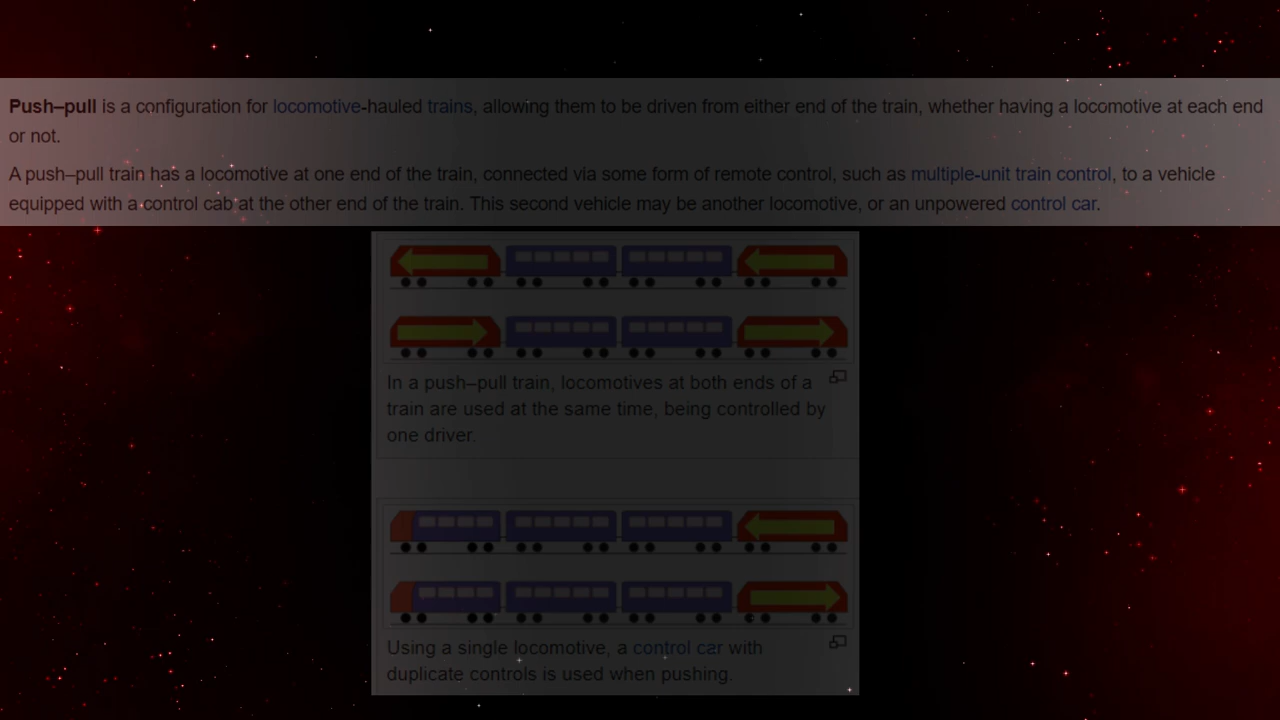 Push–pull is a configuration for locomotive-hauled trains, allowing them to be driven from either end of the train, whether having a locomotive at each end
or not.
A push–pull train has a locomotive at one end of the train, connected via some form of remote control, such as multiple-unit train control, to a vehicle
equipped with a control cab at the other end of the train. This second vehicle may be another locomotive, or an unpowered control car.
In a push–pull train, locomotives at both ends of a
train are used at the same time, being controlled by
one driver.
Using a single locomotive, a control car with
duplicate controls is used when pushing.